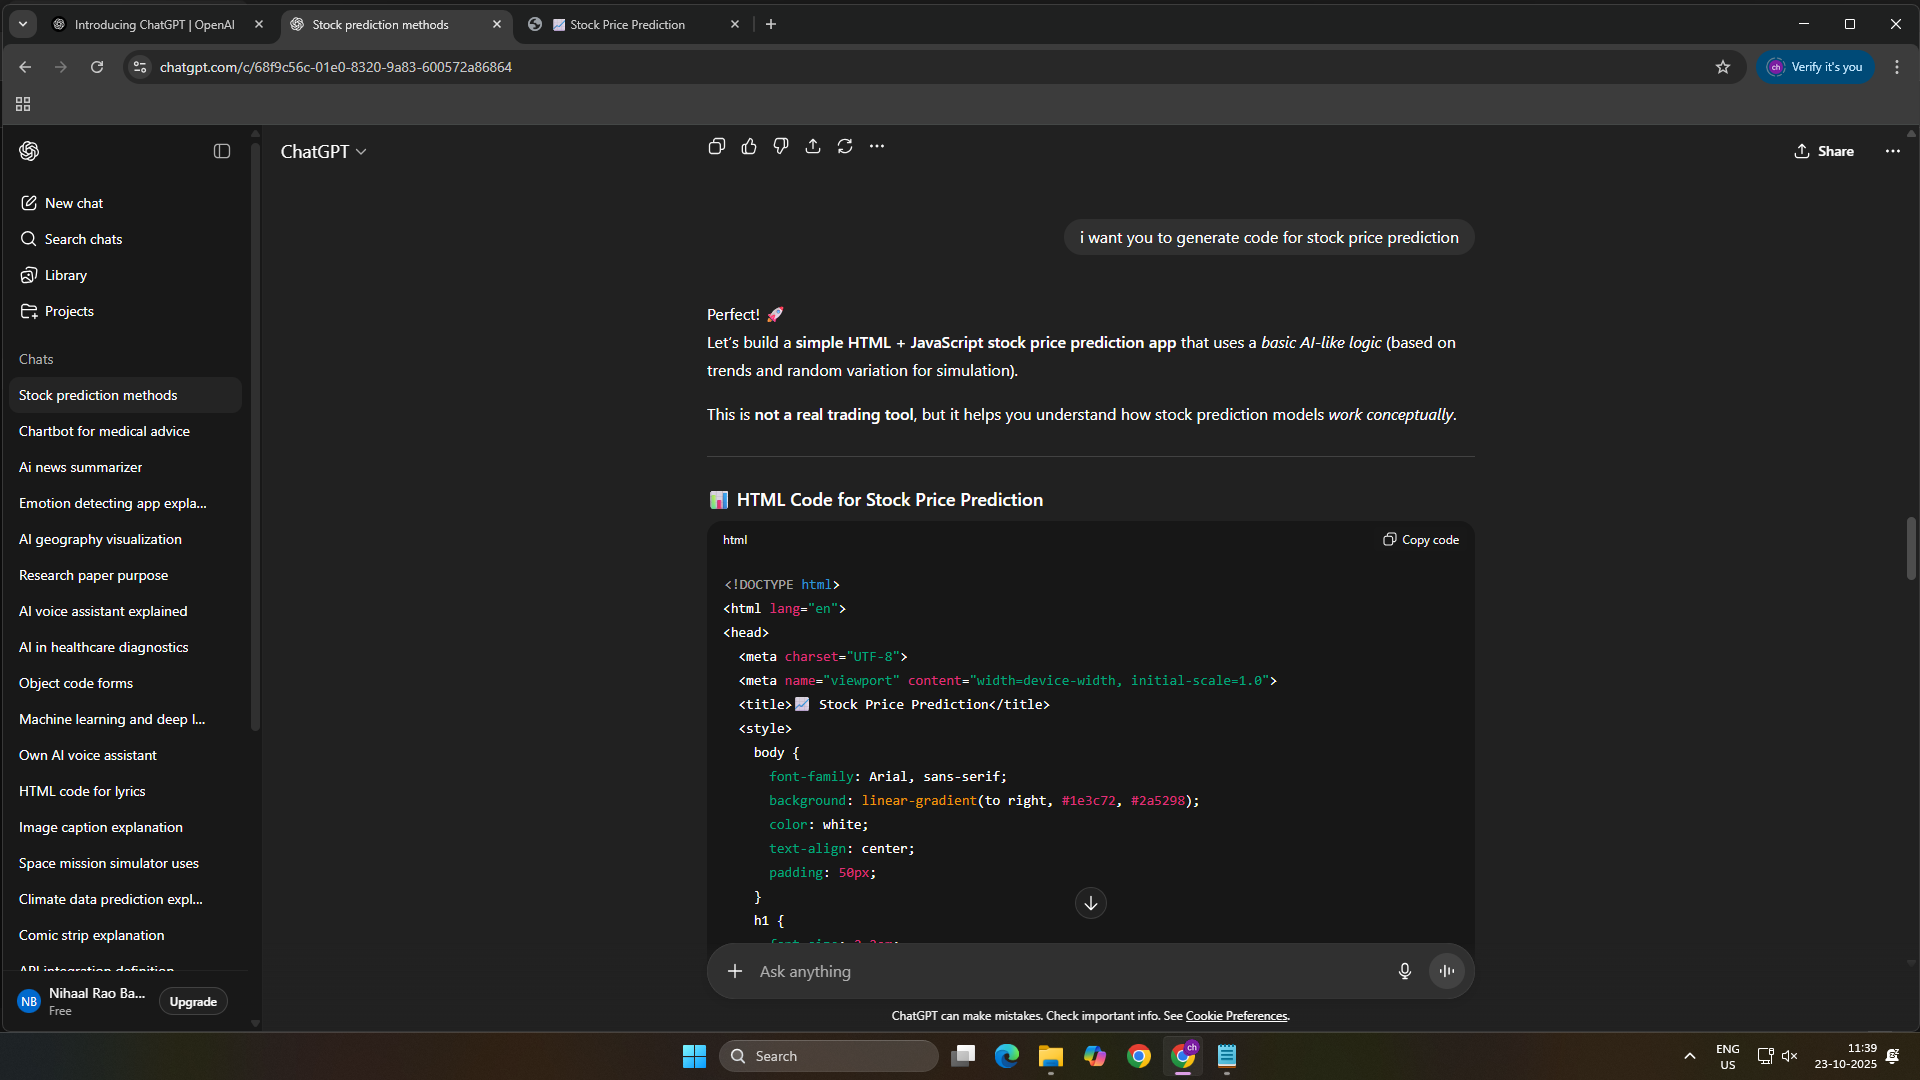 Introducing ChatGPT | OpenAI
Stock prediction methods
📈 Stock Price Prediction
chatgpt.com/c/68f9c56c-01e0-8320-9a83-600572a86864
ch
Verify it's you
ChatGPT
Share
New chat
Search chats
Library
Projects
Chats
Stock prediction methods
Chartbot for medical advice
Ai news summarizer
Emotion detecting app expla...
AI geography visualization
Research paper purpose
AI voice assistant explained
AI in healthcare diagnostics
Object code forms
Machine learning and deep l...
Own AI voice assistant
HTML code for lyrics
Image caption explanation
Space mission simulator uses
Climate data prediction expl...
Comic strip explanation
API integration definition
NB
Nihaal Rao Ba...
Free
Upgrade
i want you to generate code for stock price prediction
Perfect! 🚀
Let's build a simple HTML + JavaScript stock price prediction app that uses a basic AI-like logic (based on
trends and random variation for simulation).
This is not a real trading tool, but it helps you understand how stock prediction models work conceptually.
📊 HTML Code for Stock Price Prediction
html
Copy code
<!DOCTYPE html>
<html lang="en">
<head>
<meta charset="UTF-8">
<meta name="viewport" content="width=device-width, initial-scale=1.0">
<title>📈 Stock Price Prediction</title>
<style>
body {
font-family: Arial, sans-serif;
background: linear-gradient(to right, #1e3c72, #2a5298);
color: white;
text-align: center;
padding: 50px;
}
h1 {
Ask anything
ChatGPT can make mistakes. Check important info. See Cookie Preferences.
Search
ch
ENG
US
11:39
23-10-2025